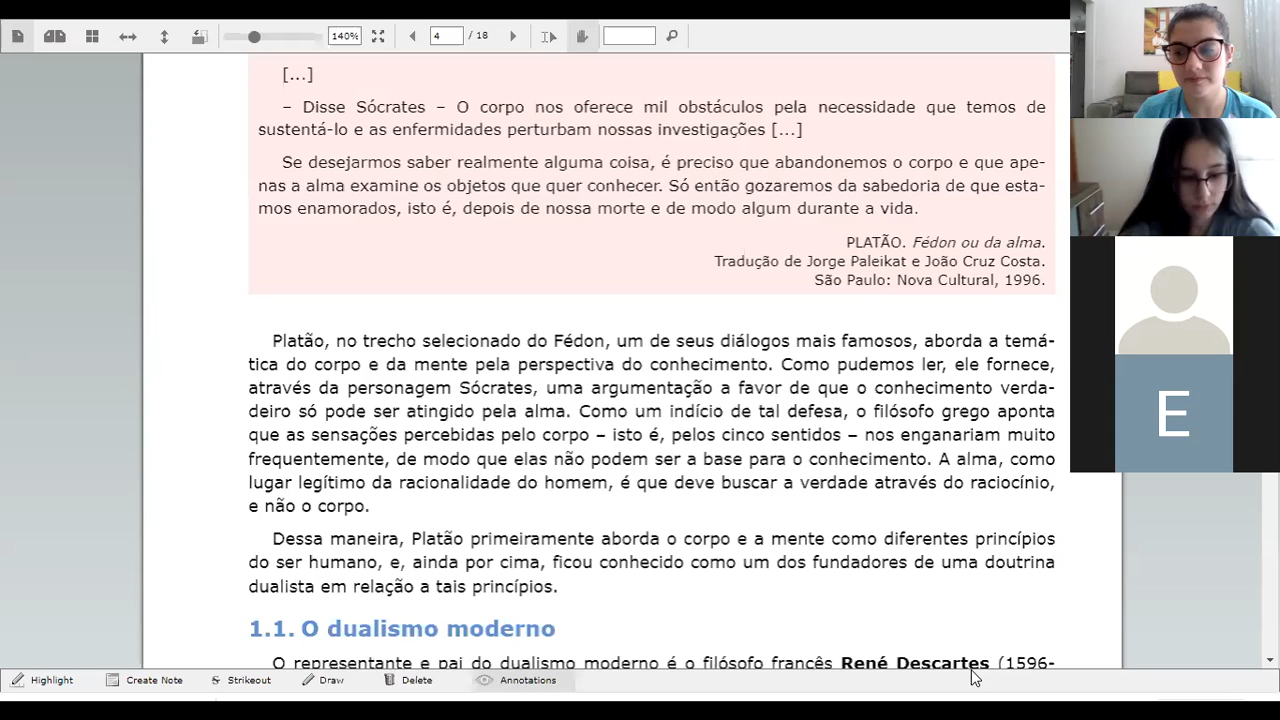 140%
4 / 18
[...]
– Disse Sócrates – O corpo nos oferece mil obstáculos pela necessidade que temos de
sustentá-lo e as enfermidades perturbam nossas investigações [...]
Se desejarmos saber realmente alguma coisa, é preciso que abandonemos o corpo e que ape-
nas a alma examine os objetos que quer conhecer. Só então gozaremos da sabedoria de que esta-
mos enamorados, isto é, depois de nossa morte e de modo algum durante a vida.
PLATÃO. Fédon ou da alma.
Tradução de Jorge Paleikat e João Cruz Costa.
São Paulo: Nova Cultural, 1996.
Platão, no trecho selecionado do Fédon, um de seus diálogos mais famosos, aborda a temá-
tica do corpo e da mente pela perspectiva do conhecimento. Como pudemos ler, ele fornece,
através da personagem Sócrates, uma argumentação a favor de que o conhecimento verda-
deiro só pode ser atingido pela alma. Como um indício de tal defesa, o filósofo grego aponta
que as sensações percebidas pelo corpo – isto é, pelos cinco sentidos – nos enganariam muito
frequentemente, de modo que elas não podem ser a base para o conhecimento. A alma, como
lugar legítimo da racionalidade do homem, é que deve buscar a verdade através do raciocínio,
e não o corpo.
Dessa maneira, Platão primeiramente aborda o corpo e a mente como diferentes princípios
do ser humano, e, ainda por cima, ficou conhecido como um dos fundadores de uma doutrina
dualista em relação a tais princípios.
1.1. O dualismo moderno
O representante e pai do dualismo moderno é o filósofo francês René Descartes (1596-
Highlight Create Note Strikeout Draw Delete Annotations
E